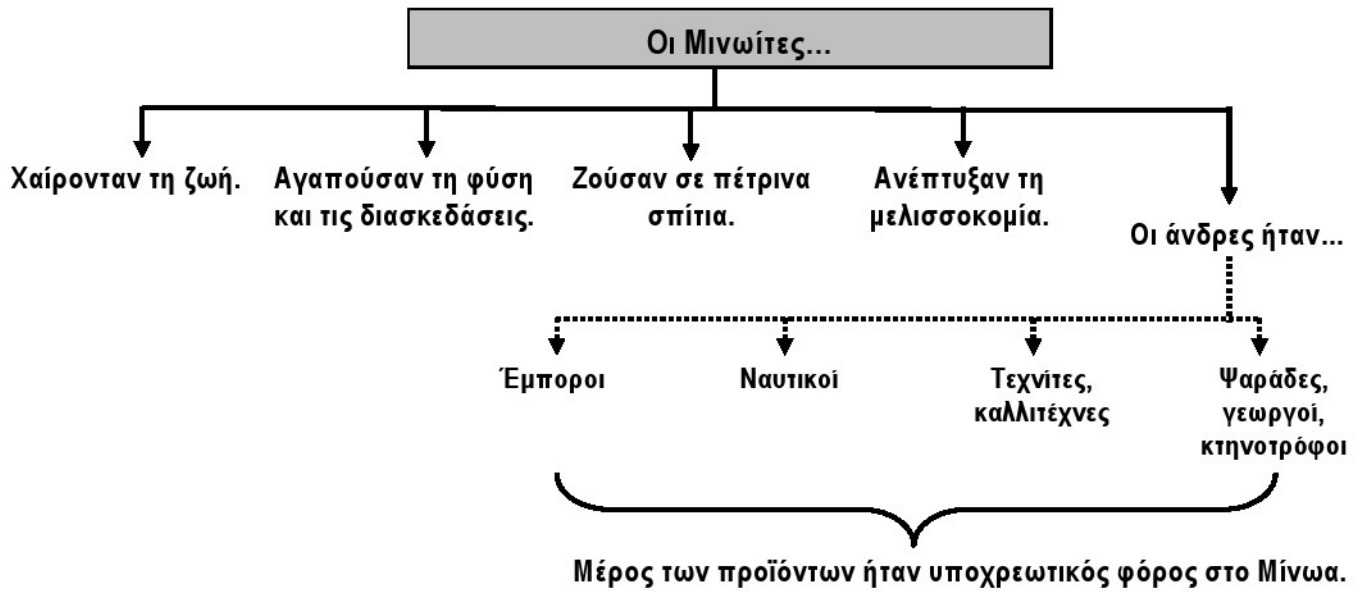 Οι Μινωίτες...
Χαίρονταν τη ζωή.
Αγαπούσαν τη φύση
και τις διασκεδάσεις.
Ζούσαν σε πέτρινα
σπίτια.
Ανέπτυξαν τη
μελισσοκομία.
Οι άνδρες ήταν...
Έμποροι
Ναυτικοί
Τεχνίτες,
καλλιτέχνες
Ψαράδες,
γεωργοί,
κτηνοτρόφοι
Μέρος των προϊόντων ήταν υποχρεωτικός φόρος στο Μίνωα.